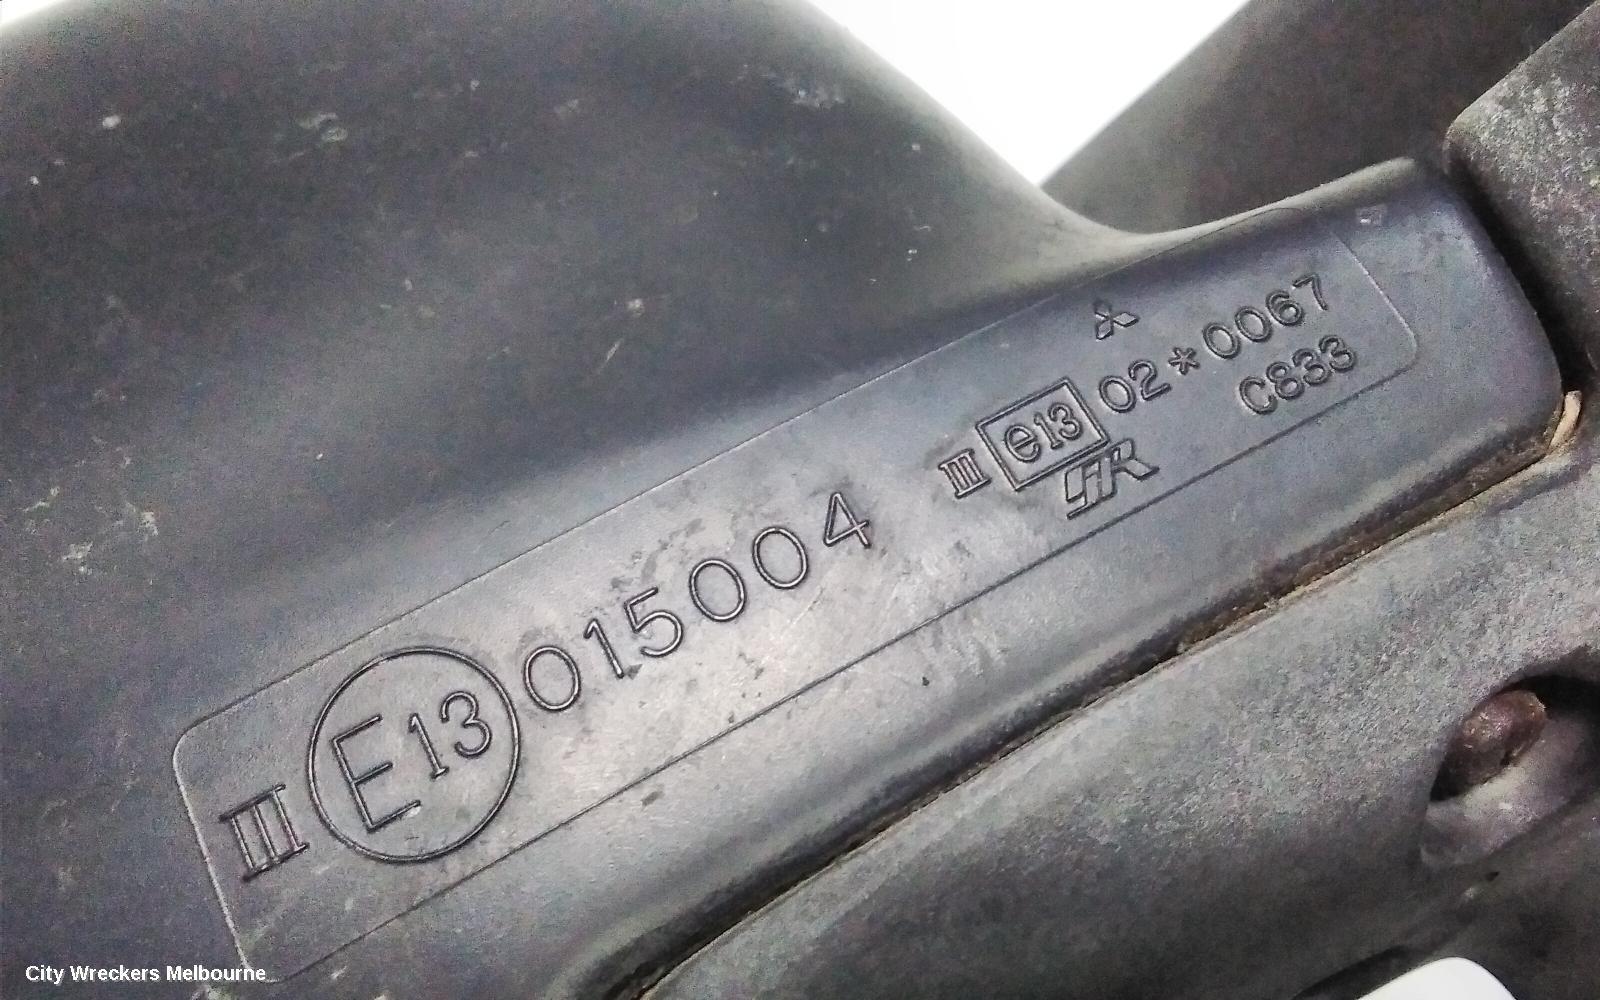 III E13 015004
III e13 02*0067
C833
City Wreckers Melbourne